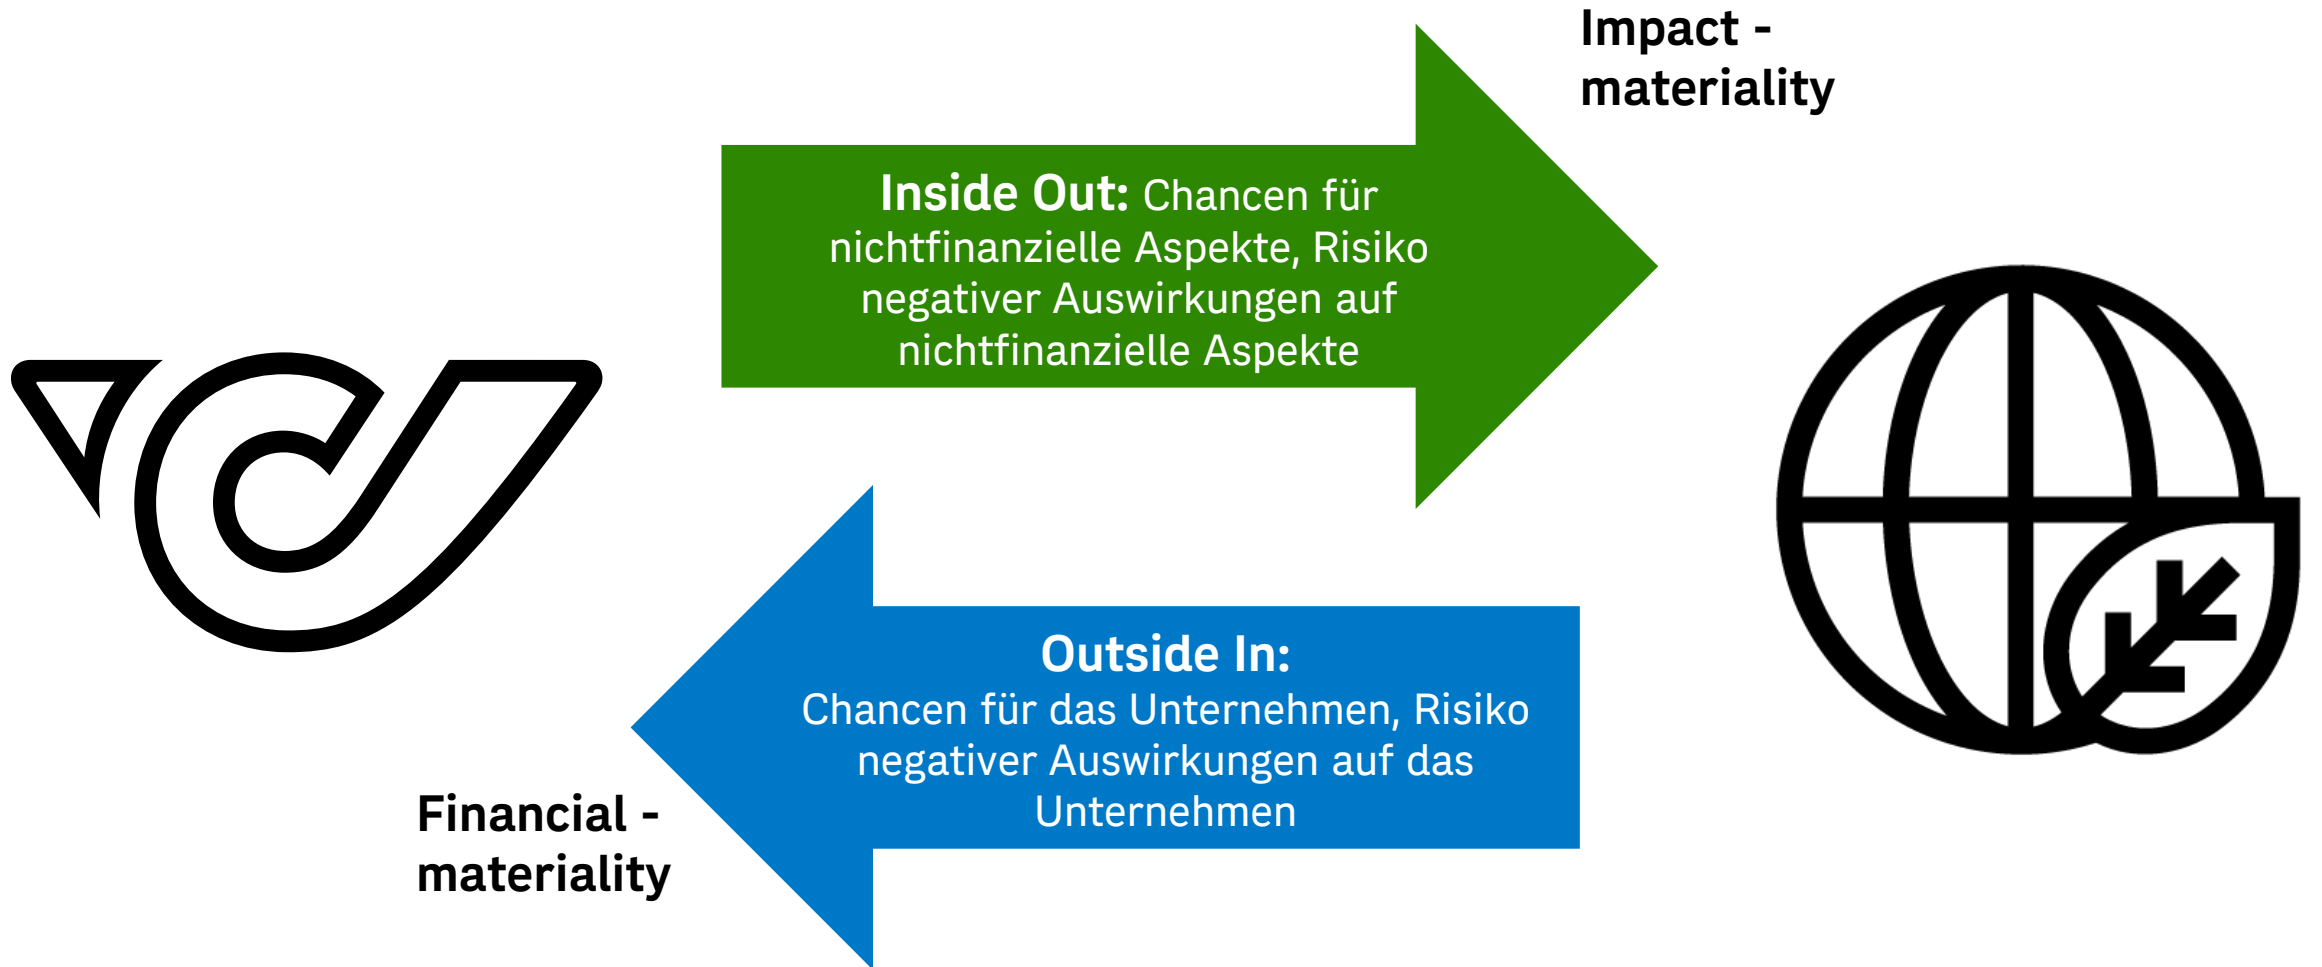 Impact -
materiality
Inside Out: Chancen für
nichtfinanzielle Aspekte, Risiko
negativer Auswirkungen auf
nichtfinanzielle Aspekte
Outside In:
Chancen für das Unternehmen, Risiko
negativer Auswirkungen auf das
Unternehmen
Financial -
materiality